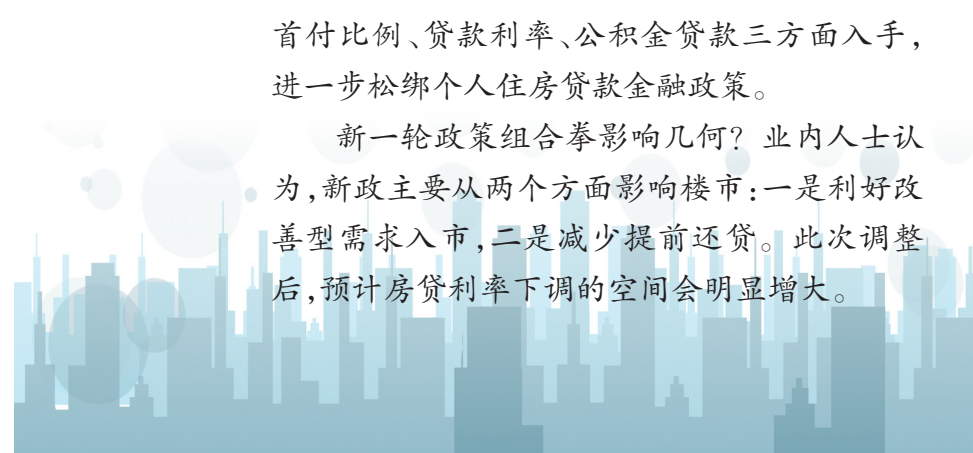 首付比例、贷款利率、公积金贷款三方面入手，
进一步松绑个人住房贷款金融政策。
新一轮政策组合拳影响几何？业内人士认
为，新政主要从两个方面影响楼市：一是利好改
善型需求入市，二是减少提前还贷。此次调整
后，预计房贷利率下调的空间会明显增大。